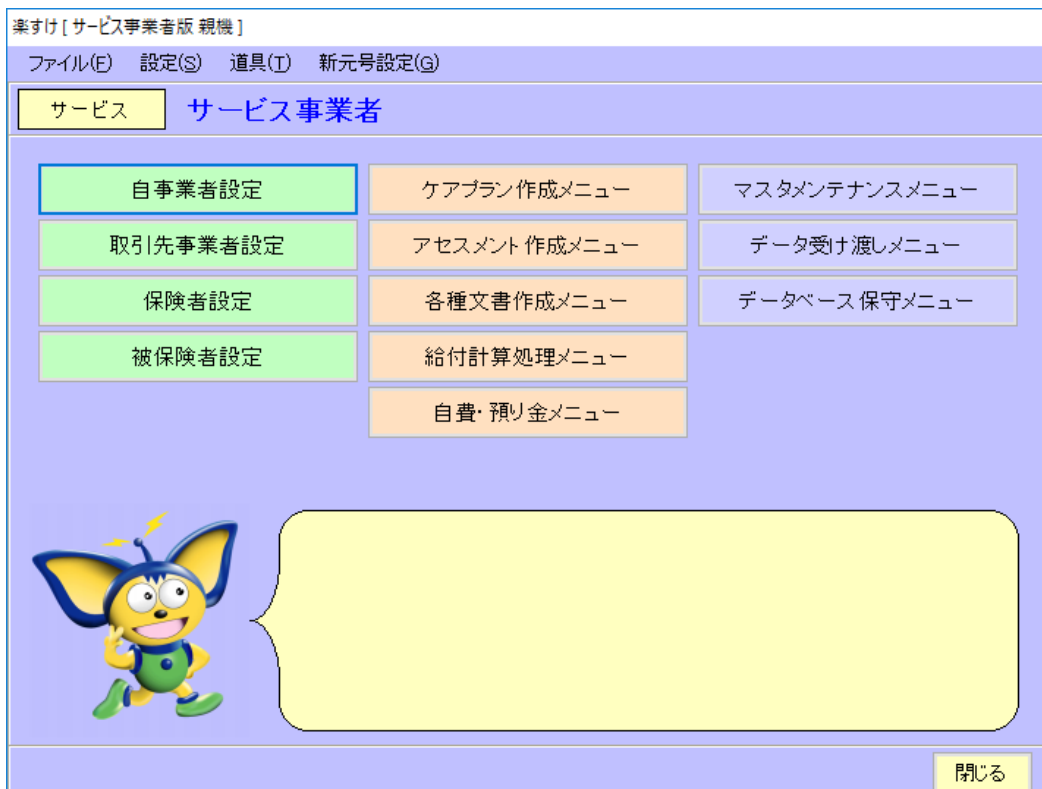 楽すけ [ サービス事業者版 親機 ]
ファイル(F) 設定(S) 道具(T) 新元号設定(G)
サービス サービス事業者
自事業者設定 ケアプラン作成メニュー マスタメンテナンスメニュー
取引先事業者設定 アセスメント作成メニュー データ受け渡しメニュー
保険者設定 各種文書作成メニュー データベース保守メニュー
被保険者設定 給付計算処理メニュー
自費・預り金メニュー
閉じる